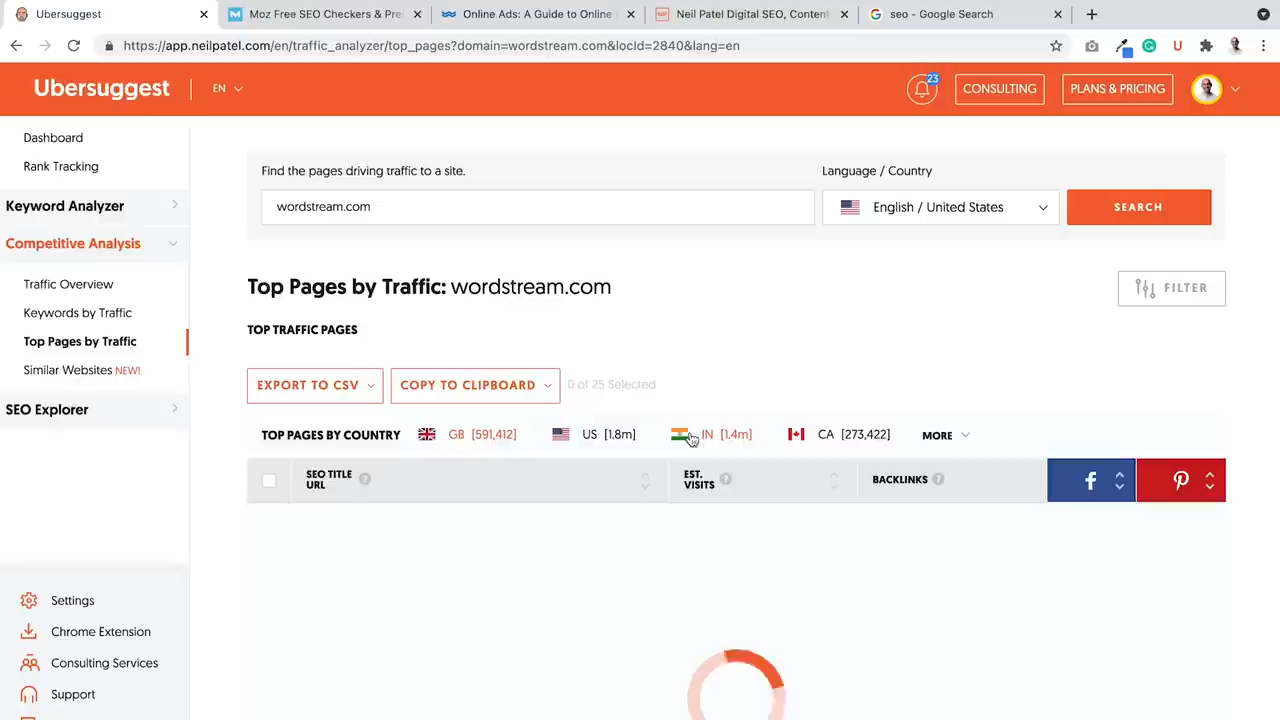 Ubersuggest
Moz Free SEO Checkers & Pre
Online Ads: A Guide to Online
Neil Patel Digital SEO, Content
seo - Google Search
https://app.neilpatel.com/en/traffic_analyzer/top_pages?domain=wordstream.com&locId=2840&lang=en
Ubersuggest
EN
23
CONSULTING
PLANS & PRICING
Dashboard
Rank Tracking
Keyword Analyzer
Competitive Analysis
Traffic Overview
Keywords by Traffic
Top Pages by Traffic
Similar Websites NEW!
SEO Explorer
Settings
Chrome Extension
Consulting Services
Support
Find the pages driving traffic to a site.
Language / Country
wordstream.com
English / United States
SEARCH
Top Pages by Traffic: wordstream.com
FILTER
TOP TRAFFIC PAGES
EXPORT TO CSV
COPY TO CLIPBOARD
0 of 25 Selected
TOP PAGES BY COUNTRY GB [591,412] US [1.8m] IN [1.4m] CA [273,422] MORE
SEO TITLE
URL
EST.
VISITS
BACKLINKS